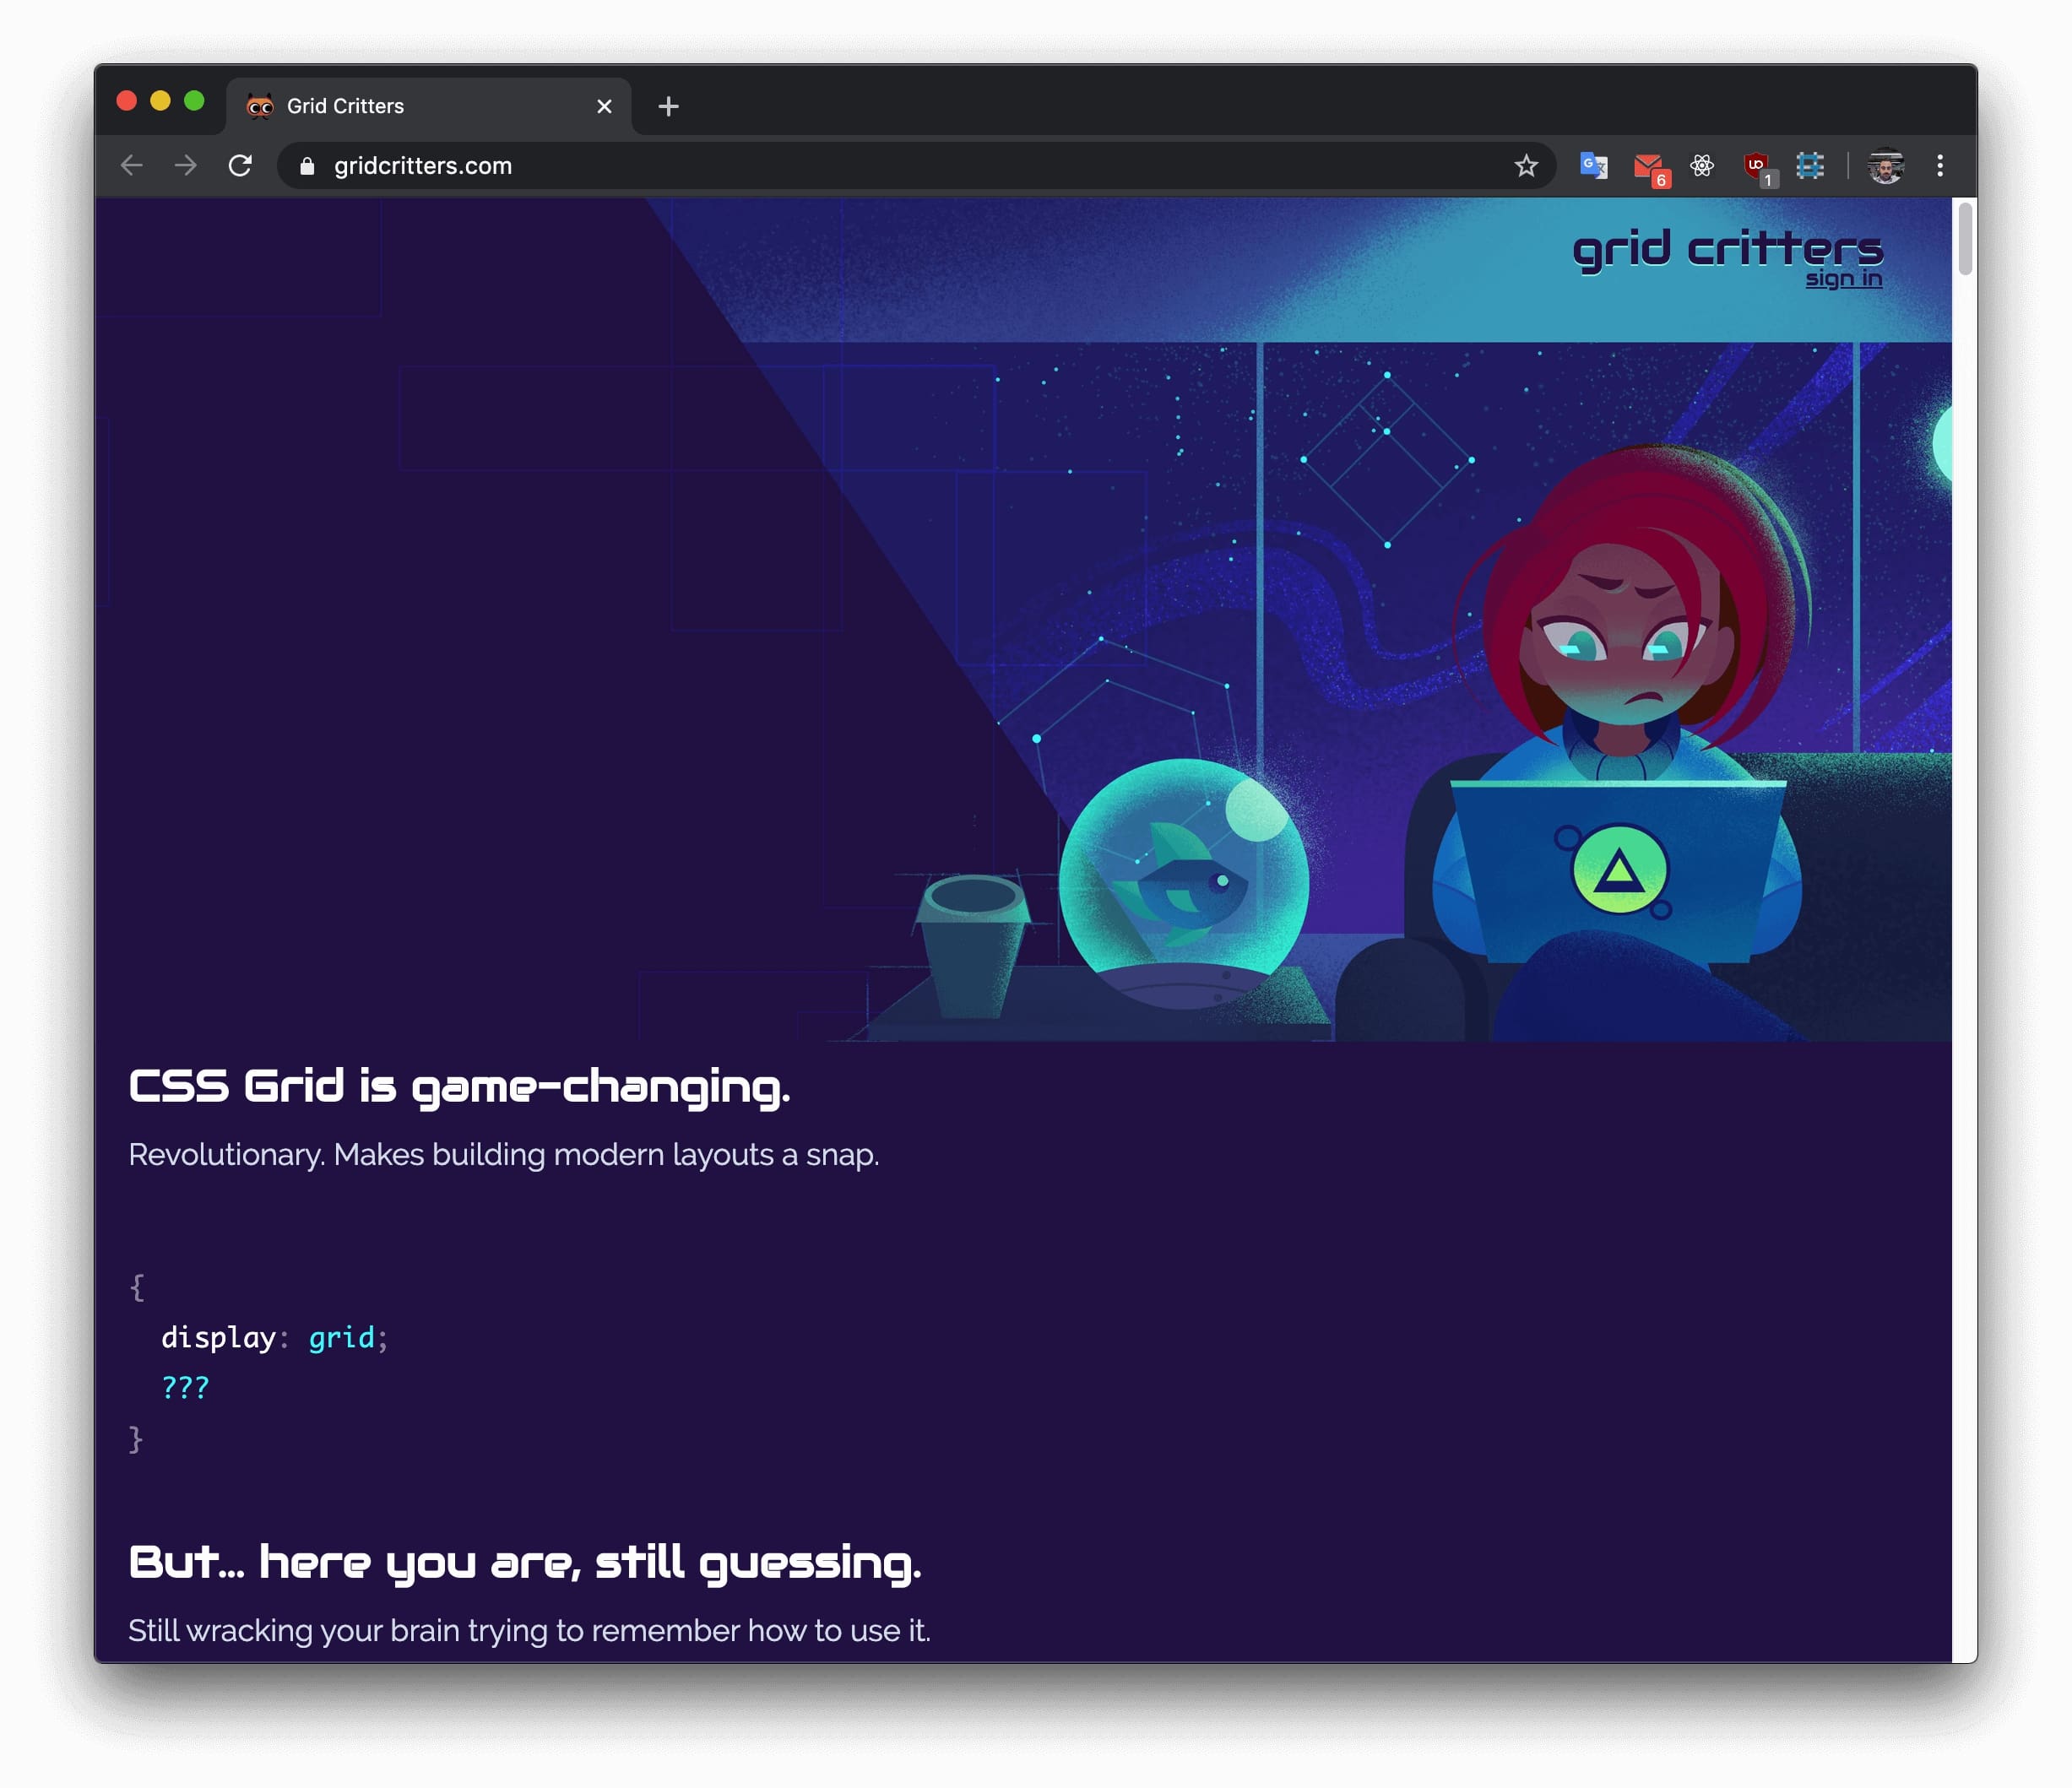 Grid Critters
gridcritters.com
6
1
grid critters
sign in
CSS Grid is game-changing.
Revolutionary. Makes building modern layouts a snap.
{
display: grid;
???
}
But... here you are, still guessing.
Still wracking your brain trying to remember how to use it.